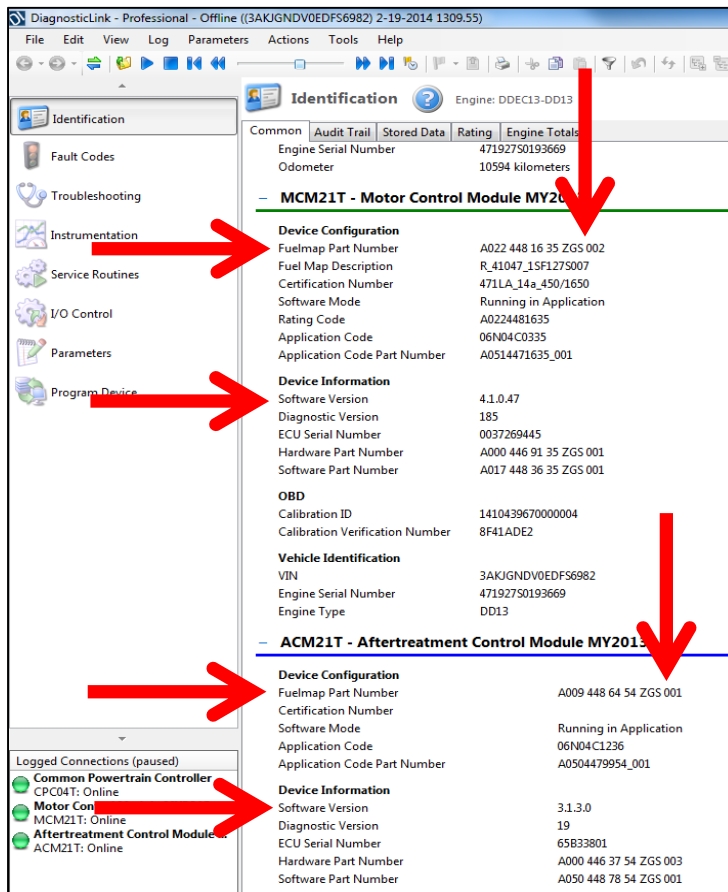 DiagnosticLink - Professional - Offline ((3AKJGNDV0EDFS6982) 2-19-2014 1309.55)
File Edit View Log Parameters Actions Tools Help
Identification
Fault Codes
Troubleshooting
Instrumentation
Service Routines
I/O Control
Parameters
Program Device
Logged Connections (paused)
Common Powertrain Controller
CPC04T: Online
Motor
MCM21T: Online
Aftertreatment Control Module
ACM21T: Online
Identification ? Engine: DDEC13-DD13
Common Audit Trail Stored Data Rating Engine Totals
Engine Serial Number 471927S0193669
Odometer 10594 kilometers
– MCM21T - Motor Control Module
Device Configuration
Fuelmap Part Number A022 448 16 35 ZGS 002
Fuel Map Description R_41047_1SF127S007
Certification Number 471LA_14a_450/1650
Software Mode Running in Application
Rating Code A0224481635
Application Code 06N04C0335
Application Code Part Number A0514471635_001
Device Information
Software Version 4.1.0.47
Diagnostic Version 185
ECU Serial Number 0037269445
Hardware Part Number A000 446 91 35 ZGS 001
Software Part Number A017 448 36 35 ZGS 001
OBD
Calibration ID 1410439670000004
Calibration Verification Number 8F41ADE2
Vehicle Identification
VIN 3AKJGNDV0EDFS6982
Engine Serial Number 471927S0193669
Engine Type DD13
– ACM21T - Aftertreatment Control Module MY2013
Device Configuration
Fuelmap Part Number A009 448 64 54 ZGS 001
Certification Number
Software Mode Running in Application
Application Code 06N04C1236
Application Code Part Number A0504479954_001
Device Information
Software Version 3.1.3.0
Diagnostic Version 19
ECU Serial Number 65B33801
Hardware Part Number A000 446 37 54 ZGS 003
Software Part Number A050 448 78 54 ZGS 001